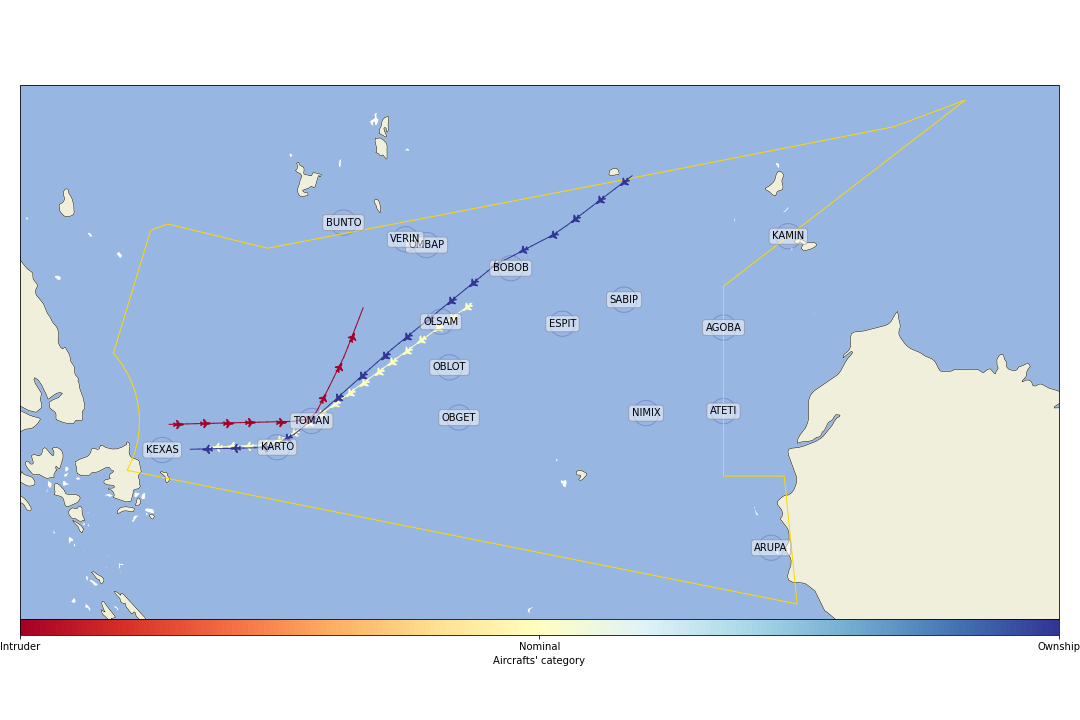 BUNTO
VERIN
OMBAP
KAMIN
BOBOB
SABIP
OLSAM
ESPIT
AGOBA
OBLOT
OBGET
NIMIX
ATETI
TOMAN
KARTO
KEXAS
ARUPA
Intruder
Nominal
Ownship
Aircrafts' category